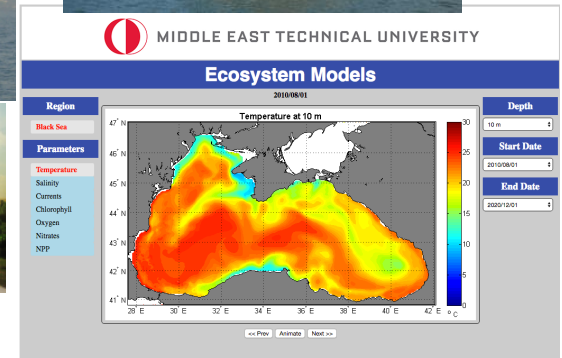 MIDDLE EAST TECHNICAL UNIVERSITY
Ecosystem Models
2010/08/01
Region
Black Sea
Parameters
Temperature
Salinity
Currents
Chlorophyll
Oxygen
Nitrates
NPP
Temperature at 10 m
47° N
46° N
45° N
44° N
43° N
42° N
41° N
28 E
30 E
32 E
34 E
36 E
38 E
40 E
42 E
30
25
20
15
10
5
0
° C
<< Prev
Animate
Next >>
Depth
10 m
Start Date
2010/08/01
End Date
2020/12/01